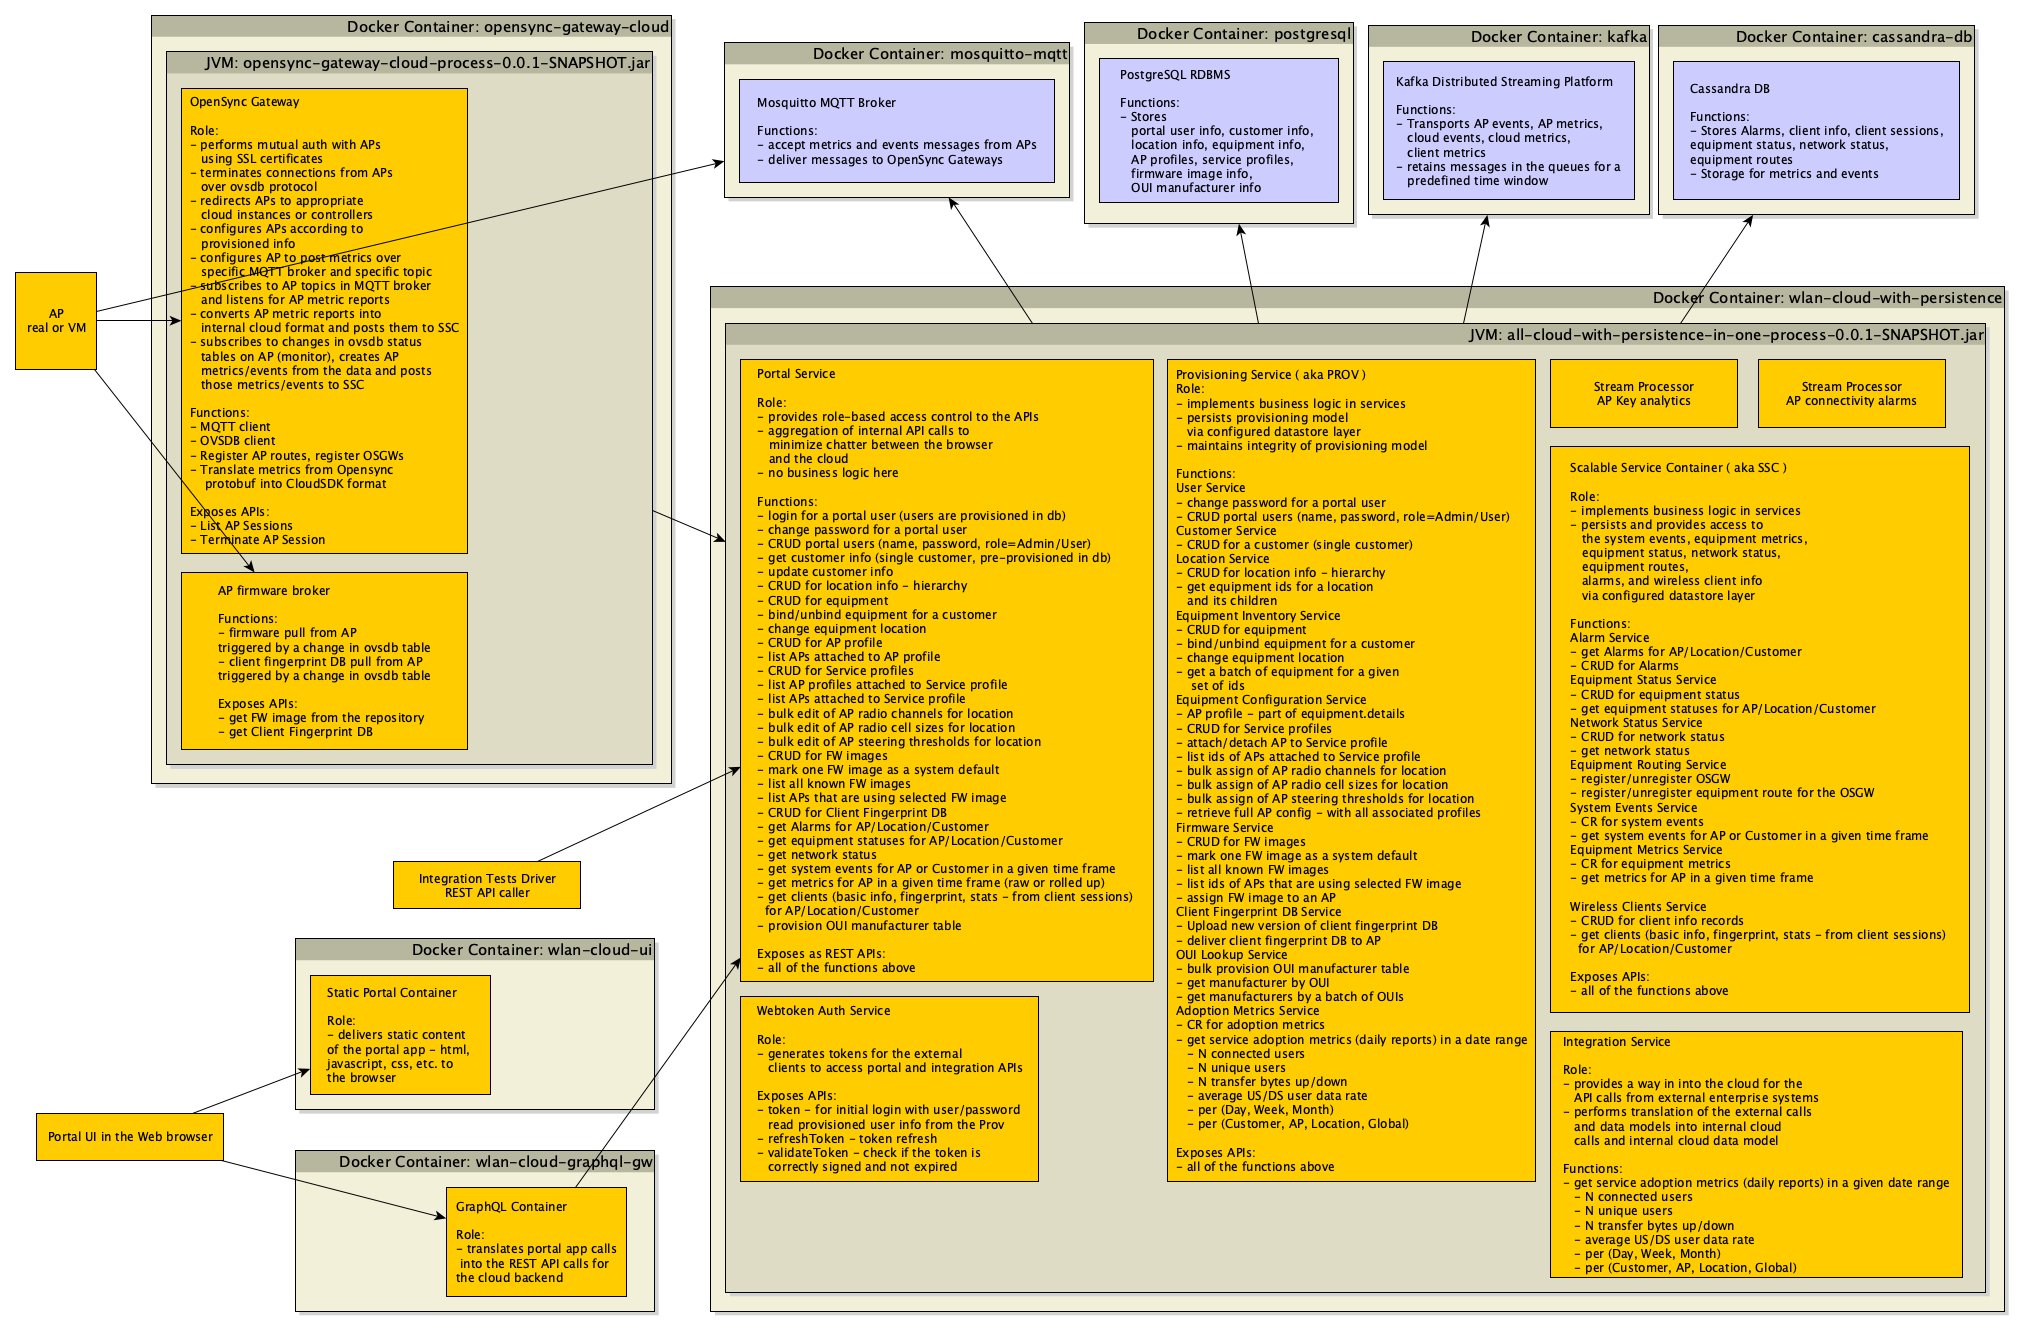 Docker Container: opensync-gateway-cloud
JVM: opensync-gateway-cloud-process-0.0.1-SNAPSHOT.jar
OpenSync Gateway
Role:
- performs mutual auth with APs
using SSL certificates
- terminates connections from APs
over ovsdb protocol
- redirects APs to appropriate
cloud instances or controllers
- configures APs according to
provisioned info
- configures AP to post metrics over
specific MQTT broker and specific topic
- subscribes to AP topics in MQTT broker
and listens for AP metric reports
- converts AP metric reports into
internal cloud format and posts them to SSC
- subscribes to changes in ovsdb status
tables on AP (monitor), creates AP
metrics/events from the data and posts
those metrics/events to SSC
Functions:
- MQTT client
- OVSDB client
- Register AP routes, register OSGWs
- Translate metrics from Opensync
protobuf into CloudSDK format
Exposes APIs:
- List AP Sessions
- Terminate AP Session
AP firmware broker
Functions:
- firmware pull from AP
triggered by a change in ovsdb table
- client fingerprint DB pull from AP
triggered by a change in ovsdb table
Exposes APIs:
- get FW image from the repository
- get Client Fingerprint DB
AP
real or VM
Docker Container: mosquitto-mqtt
Mosquitto MQTT Broker
Functions:
- accept metrics and events messages from APs
- deliver messages to OpenSync Gateways
Docker Container: postgresql
PostgreSQL RDBMS
Functions:
- Stores
portal user info, customer info,
location info, equipment info,
AP profiles, service profiles,
firmware image info,
OUI manufacturer info
Docker Container: kafka
Kafka Distributed Streaming Platform
Functions:
- Transports AP events, AP metrics,
cloud events, cloud metrics,
client metrics
- retains messages in the queues for a
predefined time window
Docker Container: cassandra-db
Cassandra DB
Functions:
- Stores Alarms, client info, client sessions,
equipment status, network status,
equipment routes
- Storage for metrics and events
Docker Container: wlan-cloud-with-persistence
JVM: all-cloud-with-persistence-in-one-process-0.0.1-SNAPSHOT.jar
Portal Service
Role:
- provides role-based access control to the APIs
- aggregation of internal API calls to
minimize chatter between the browser
and the cloud
- no business logic here
Functions:
- login for a portal user (users are provisioned in db)
- change password for a portal user
- CRUD portal users (name, password, role=Admin/User)
- get customer info (single customer, pre-provisioned in db)
- update customer info
- CRUD for location info - hierarchy
- CRUD for equipment
- bind/unbind equipment for a customer
- change equipment location
- CRUD for AP profile
- list APs attached to AP profile
- CRUD for Service profiles
- list AP profiles attached to Service profile
- list APs attached to Service profile
- bulk edit of AP radio channels for location
- bulk edit of AP radio cell sizes for location
- bulk edit of AP steering thresholds for location
- CRUD for FW images
- mark one FW image as a system default
- list all known FW images
- list APs that are using selected FW image
- CRUD for Client Fingerprint DB
- get Alarms for AP/Location/Customer
- get equipment statuses for AP/Location/Customer
- get network status
- get system events for AP or Customer in a given time frame
- get metrics for AP in a given time frame (raw or rolled up)
- get clients (basic info, fingerprint, stats - from client sessions)
for AP/Location/Customer
- provision OUI manufacturer table
Exposes as REST APIs:
- all of the functions above
Webtoken Auth Service
Role:
- generates tokens for the external
clients to access portal and integration APIs
Exposes APIs:
- token - for initial login with user/password
read provisioned user info from the Prov
- refreshToken - token refresh
- validateToken - check if the token is
correctly signed and not expired
Provisioning Service ( aka PROV )
Role:
- implements business logic in services
- persists provisioning model
via configured datastore layer
- maintains integrity of provisioning model
Functions:
User Service
- change password for a portal user
- CRUD portal users (name, password, role=Admin/User)
Customer Service
- CRUD for a customer (single customer)
Location Service
- CRUD for location info - hierarchy
- get equipment ids for a location
and its children
Equipment Inventory Service
- CRUD for equipment
- bind/unbind equipment for a customer
- change equipment location
- get a batch of equipment for a given
set of ids
Equipment Configuration Service
- AP profile - part of equipment.details
- CRUD for Service profiles
- attach/detach AP to Service profile
- list ids of APs attached to Service profile
- bulk assign of AP radio channels for location
- bulk assign of AP radio cell sizes for location
- bulk assign of AP steering thresholds for location
- retrieve full AP config - with all associated profiles
Firmware Service
- CRUD for FW images
- mark one FW image as a system default
- list all known FW images
- list ids of APs that are using selected FW image
- assign FW image to an AP
Client Fingerprint DB Service
- Upload new version of client fingerprint DB
- deliver client fingerprint DB to AP
OUI Lookup Service
- bulk provision OUI manufacturer table
- get manufacturer by OUI
- get manufacturers by a batch of OUIs
Adoption Metrics Service
- CR for adoption metrics
- get service adoption metrics (daily reports) in a date range
- N connected users
- N unique users
- N transfer bytes up/down
- average US/DS user data rate
- per (Day, Week, Month)
- per (Customer, AP, Location, Global)
Exposes APIs:
- all of the functions above
Stream Processor
AP Key analytics
Stream Processor
AP connectivity alarms
Scalable Service Container ( aka SSC )
Role:
- implements business logic in services
- persists and provides access to
the system events, equipment metrics,
equipment status, network status,
equipment routes,
alarms, and wireless client info
via configured datastore layer
Functions:
Alarm Service
- get Alarms for AP/Location/Customer
- CRUD for Alarms
Equipment Status Service
- CRUD for equipment status
- get equipment statuses for AP/Location/Customer
Network Status Service
- CRUD for network status
- get network status
Equipment Routing Service
- register/unregister OSGW
- register/unregister equipment route for the OSGW
System Events Service
- CR for system events
- get system events for AP or Customer in a given time frame
Equipment Metrics Service
- CR for equipment metrics
- get metrics for AP in a given time frame
Wireless Clients Service
- CRUD for client info records
- get clients (basic info, fingerprint, stats - from client sessions)
for AP/Location/Customer
Exposes APIs:
- all of the functions above
Integration Service
Role:
- provides a way in into the cloud for the
API calls from external enterprise systems
- performs translation of the external calls
and data models into internal cloud
calls and internal cloud data model
Functions:
- get service adoption metrics (daily reports) in a given date range
- N connected users
- N unique users
- N transfer bytes up/down
- average US/DS user data rate
- per (Day, Week, Month)
- per (Customer, AP, Location, Global)
Integration Tests Driver
REST API caller
Docker Container: wlan-cloud-ui
Static Portal Container
Role:
- delivers static content
of the portal app - html,
javascript, css, etc. to
the browser
Portal UI in the Web browser
Docker Container: wlan-cloud-graphql-gw
GraphQL Container
Role:
- translates portal app calls
into the REST API calls for
the cloud backend